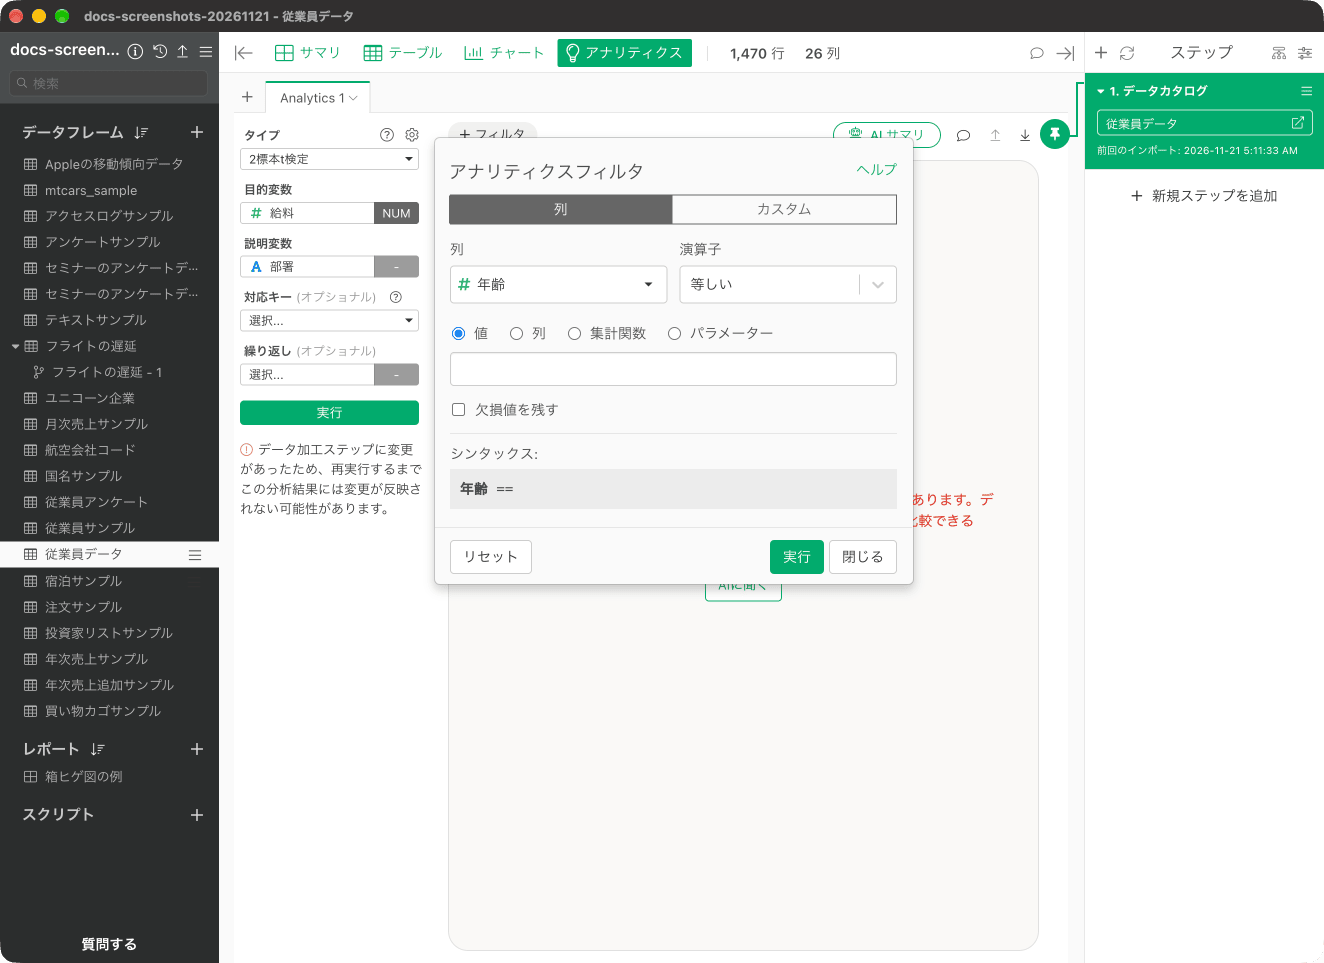 docs-screenshots-20261121 - 従業員データ
docs-screen...
検索
データフレーム
Appleの移動傾向データ
mtcars_sample
アクセスログサンプル
アンケートサンプル
セミナーのアンケートデ...
セミナーのアンケートデ...
テキストサンプル
フライトの遅延
フライトの遅延 - 1
ユニコーン企業
月次売上サンプル
航空会社コード
国名サンプル
従業員アンケート
従業員サンプル
従業員データ
宿泊サンプル
注文サンプル
投資家リストサンプル
年次売上サンプル
年次売上追加サンプル
買い物カゴサンプル
レポート
箱ヒゲ図の例
スクリプト
質問する
サマリ
テーブル
チャート
アナリティクス
1,470 行
26 列
Analytics 1
タイプ
2標本t検定
目的変数
# 給料
NUM
説明変数
A 部署
-
対応キー (オプショナル)
選択...
繰り返し (オプショナル)
選択...
-
実行
データ加工ステップに変更
があったため、再実行するまで
この分析結果には変更が反映さ
れない可能性があります。
+ フィルタ
AI サマリ
アナリティクスフィルタ
ヘルプ
列
カスタム
列
演算子
# 年齢
等しい
値
列
集計関数
パラメーター
欠損値を残す
シンタックス:
年齢 ==
リセット
実行
閉じる
あります。デ
比較できる
AIに聞く
ステップ
1. データカタログ
従業員データ
前回のインポート: 2026-11-21 5:11:33 AM
+ 新規ステップを追加